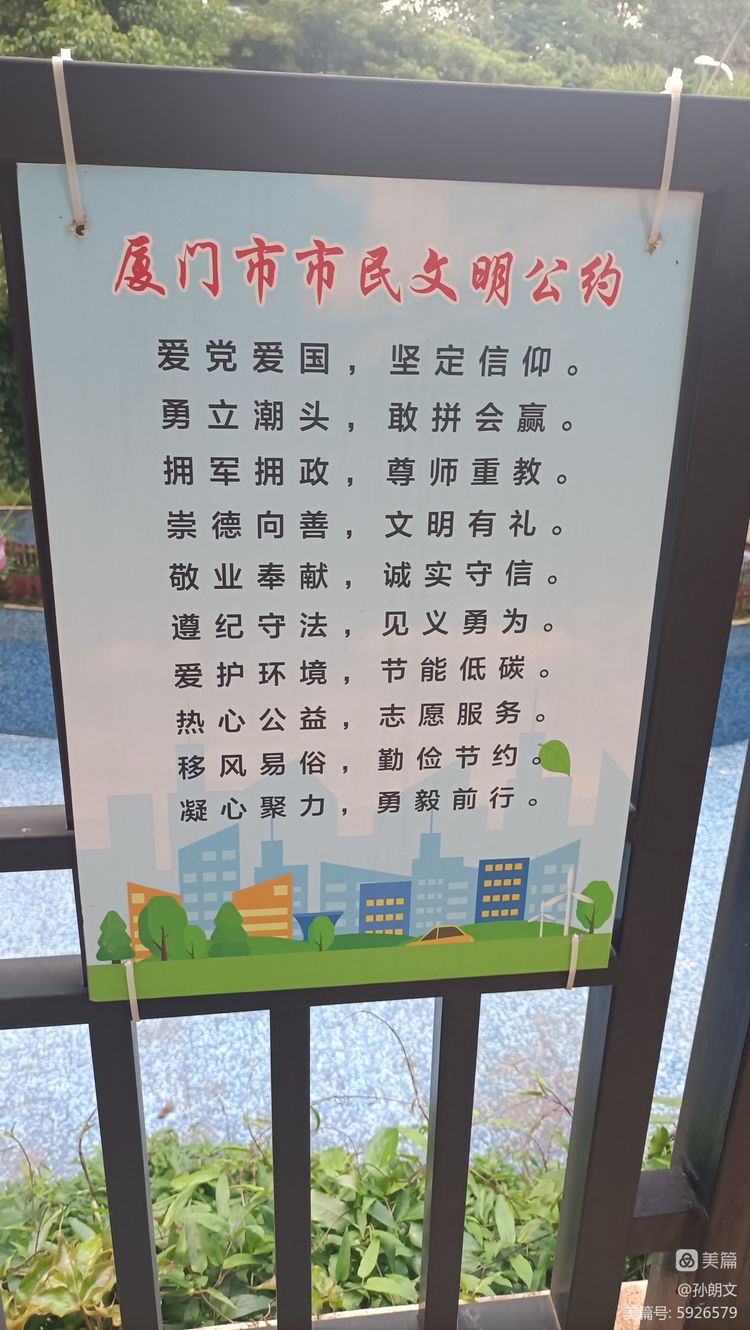 厦门市市民文明公约
爱党爱国，坚定信仰。
勇立潮头，敢拼会赢。
拥军拥政，尊师重教。
崇德向善，文明有礼。
敬业奉献，诚实守信。
遵纪守法，见义勇为。
爱护环境，节能低碳。
热心公益，志愿服务。
移风易俗，勤俭节约。
凝心聚力，勇毅前行。
美篇
@孙朗文
美篇号: 5926579